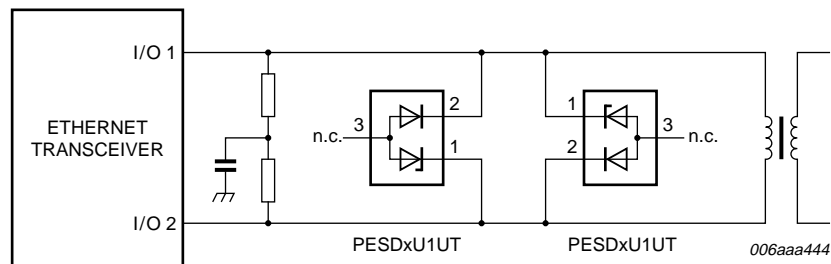 I/O 1
ETHERNET
TRANSCEIVER
I/O 2
n.c.
3
2
1
PESDxU1UT
1
2
3
n.c.
PESDxU1UT
006aaa444